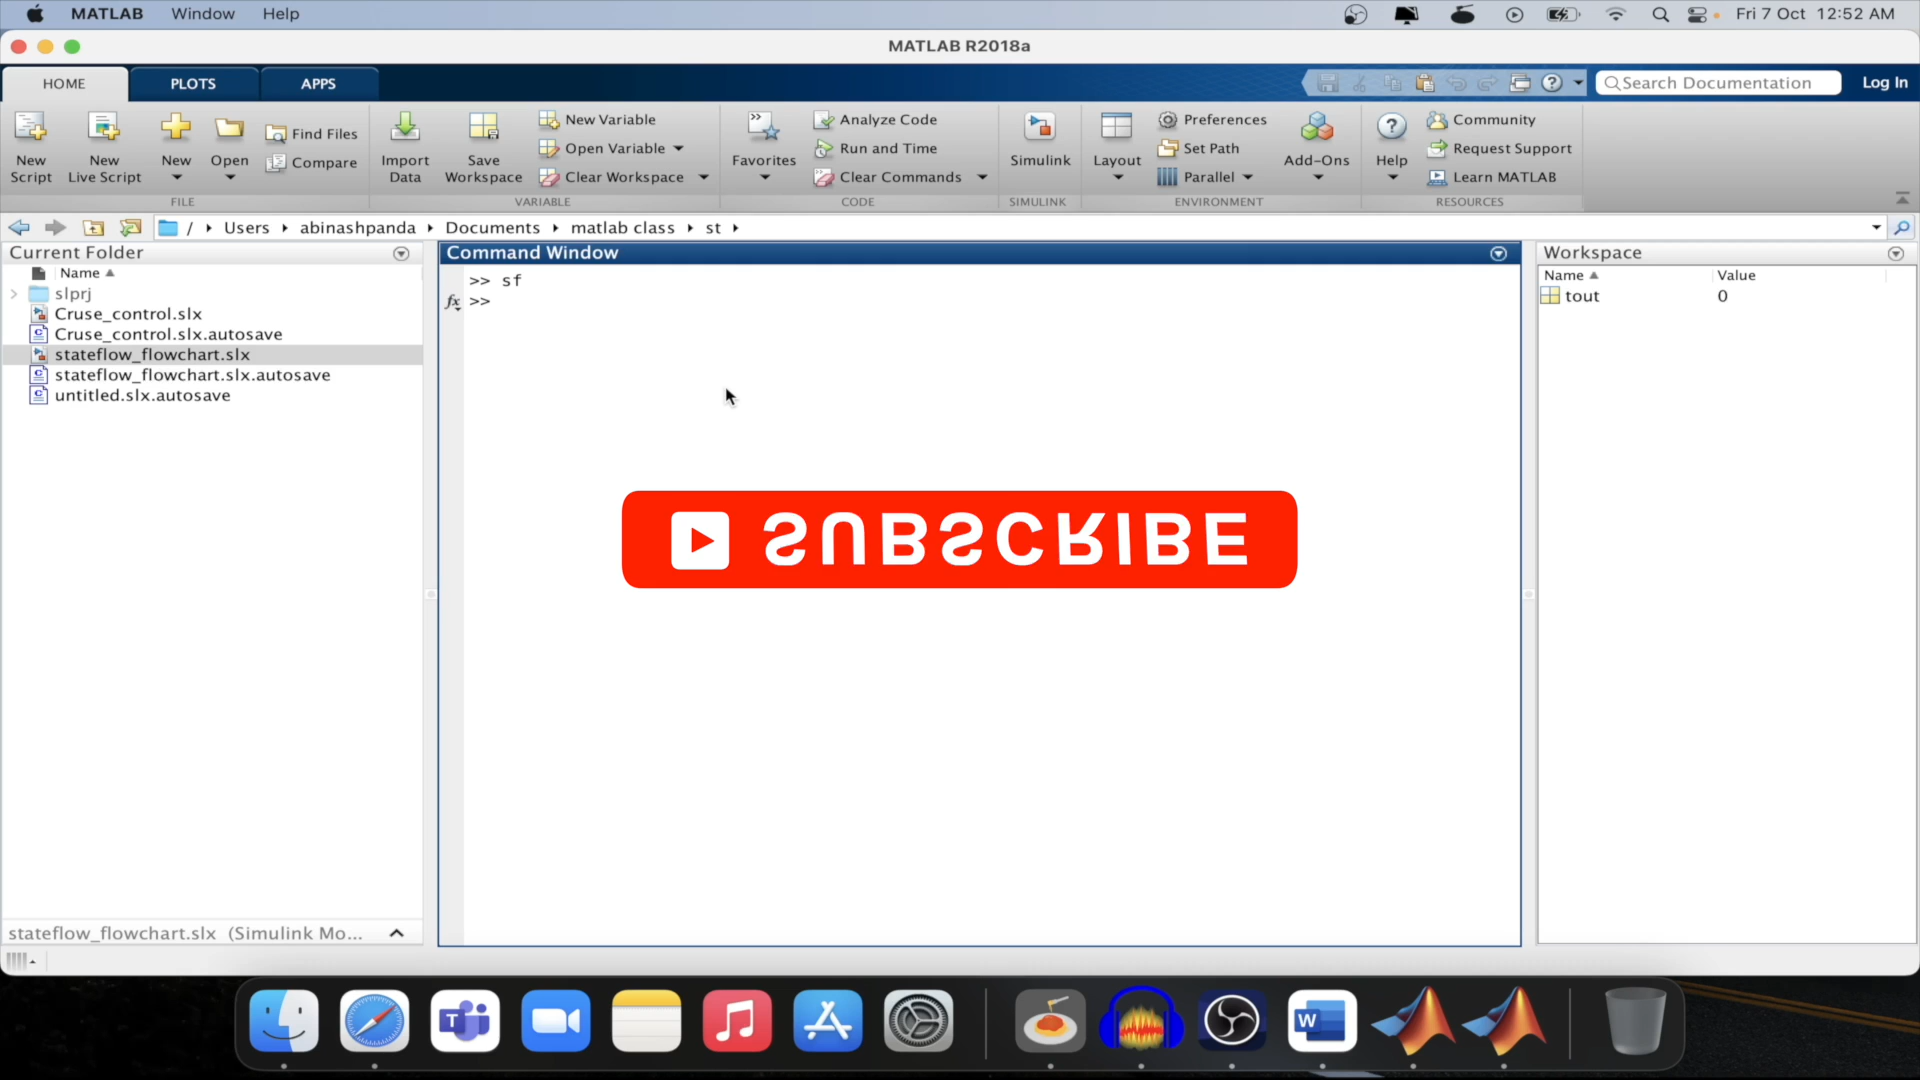 MATLAB Window Help Fri 7 Oct 12:52 AM
MATLAB R2018a
HOME PLOTS APPS Search Documentation Log In
New Script
New Live Script
New
Open
Find Files
Compare
FILE
Import Data
Save Workspace
New Variable
Open Variable
Clear Workspace
VARIABLE
Favorites
Analyze Code
Run and Time
Clear Commands
CODE
Simulink
SIMULINK
Layout
Preferences
Set Path
Parallel
Add-Ons
ENVIRONMENT
Help
Community
Request Support
Learn MATLAB
RESOURCES
/ Users abinashpanda Documents matlab class st
Current Folder
Name
slprj
Cruse_control.slx
Cruse_control.slx.autosave
stateflow_flowchart.slx
stateflow_flowchart.slx.autosave
untitled.slx.autosave
stateflow_flowchart.slx (Simulink Mo...
Command Window
>> sf
fx >>
SUBSCRIBE
Workspace
Name Value
tout 0